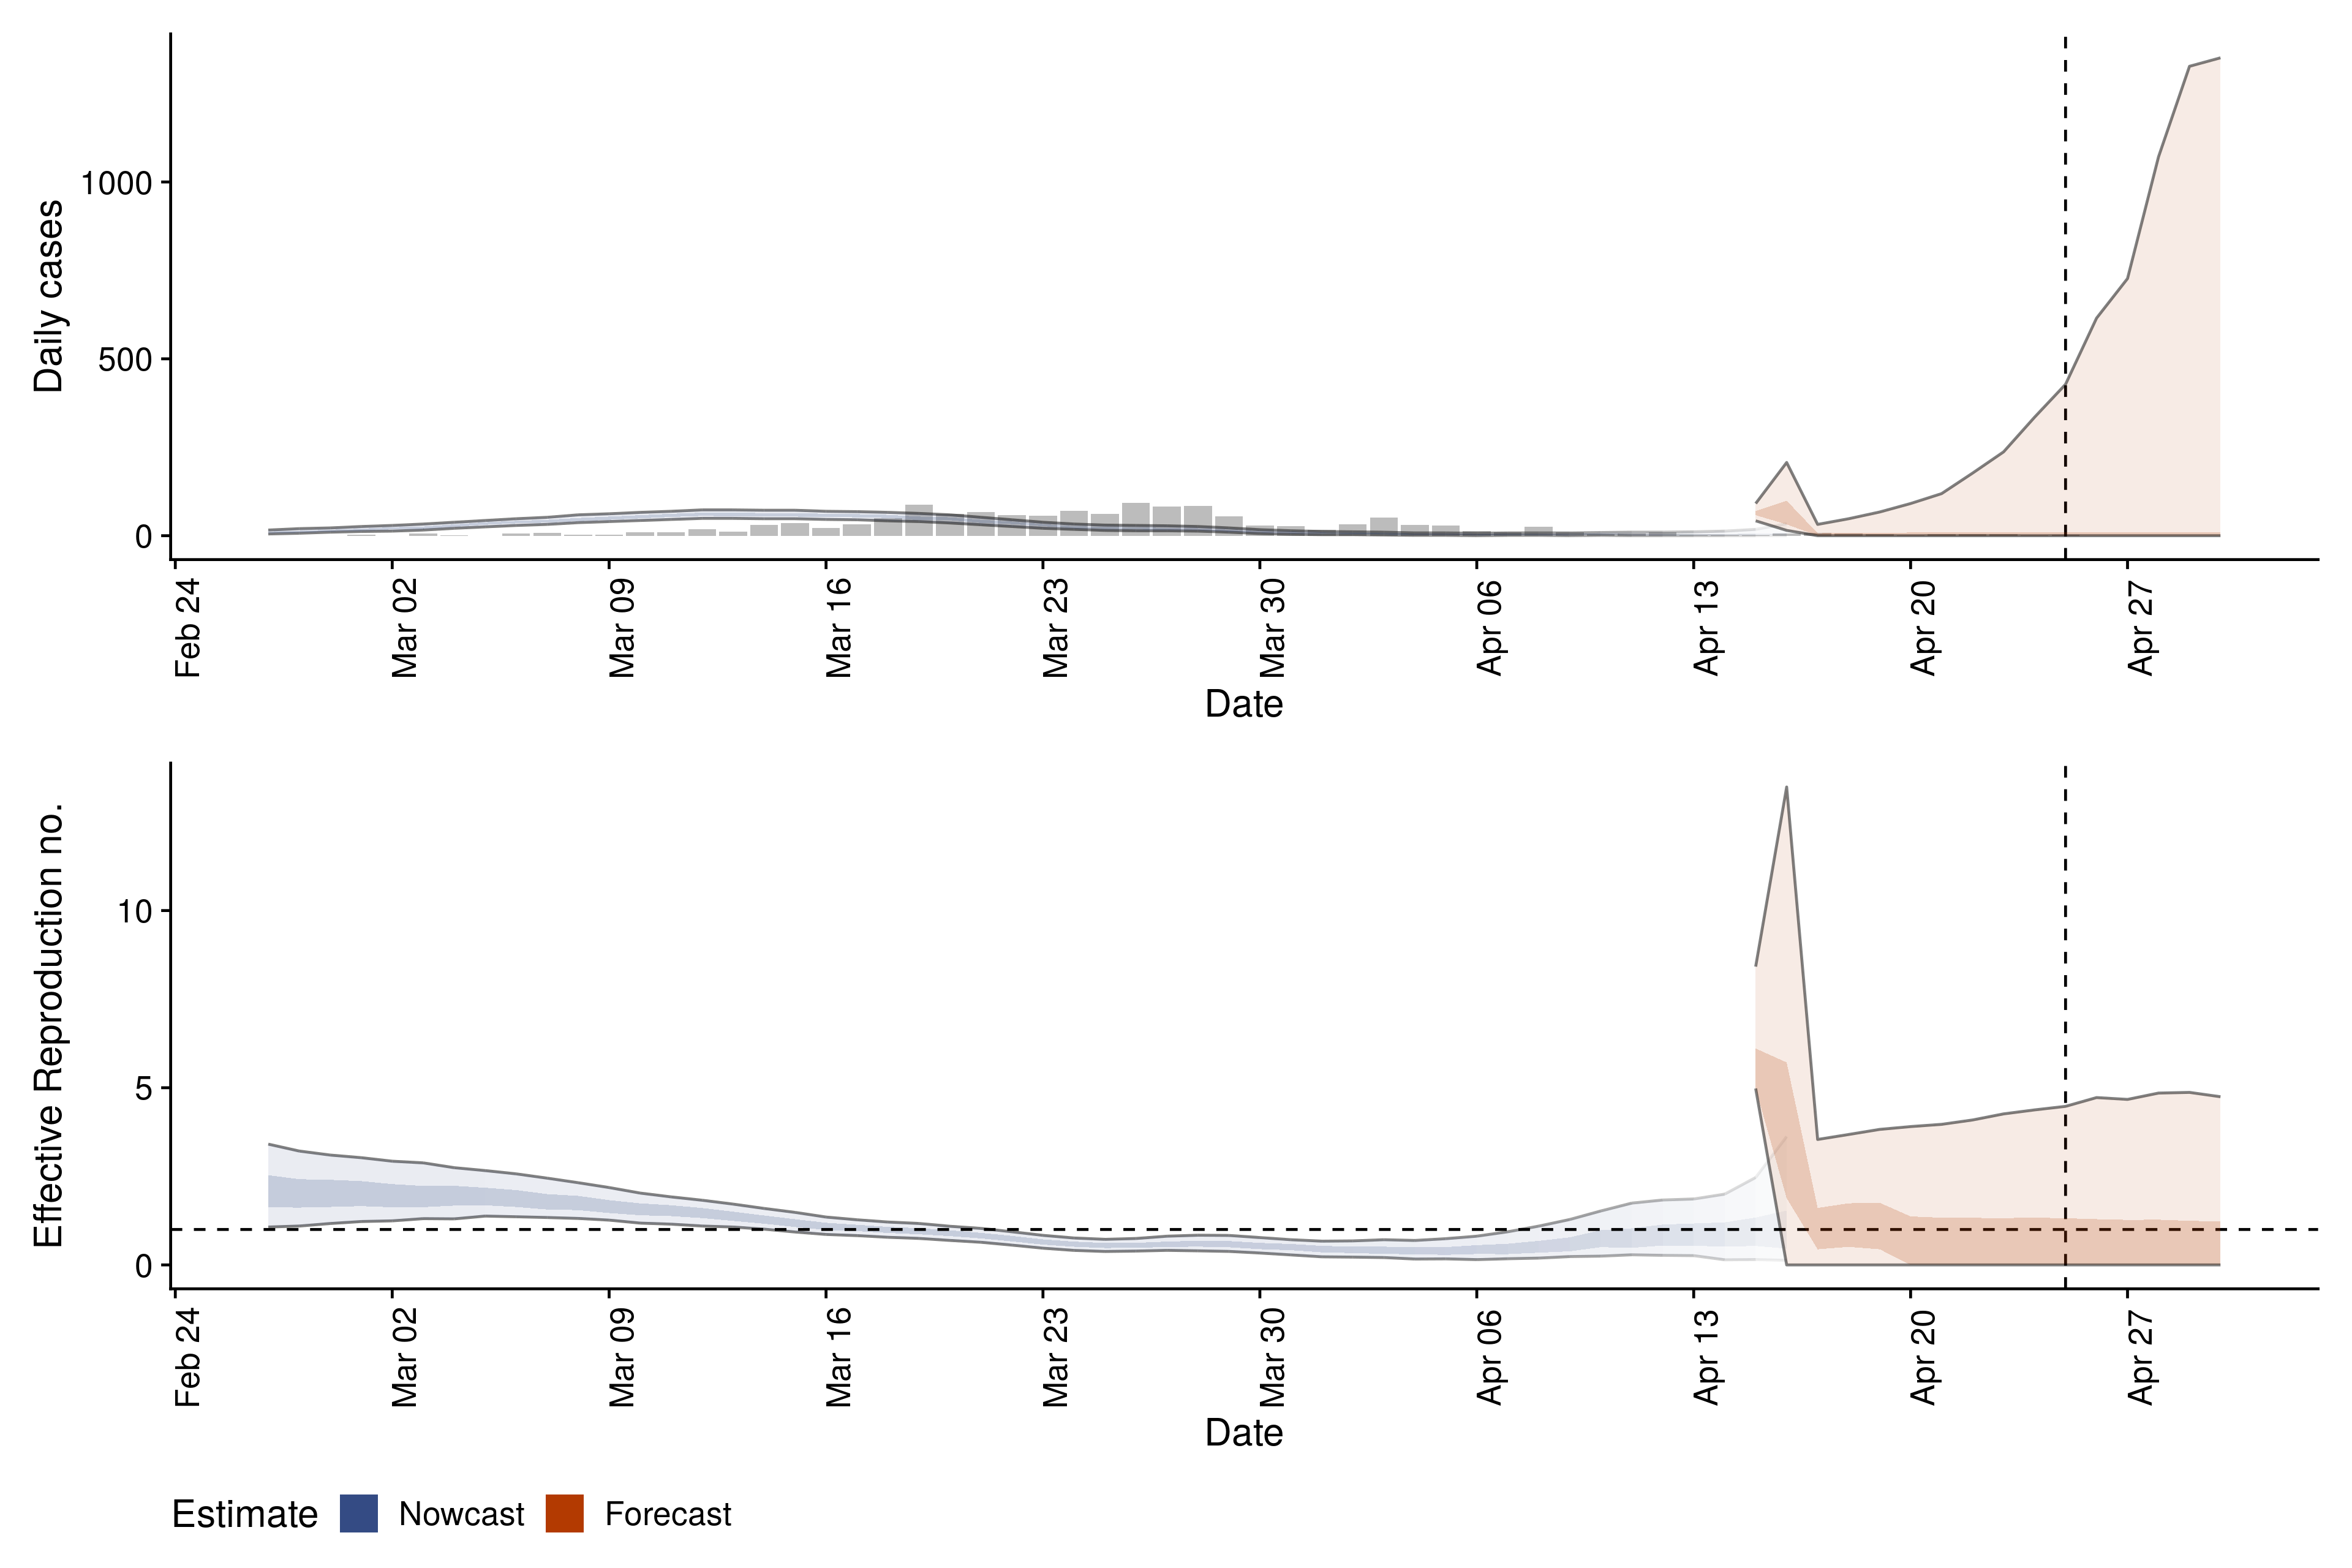 Daily cases
1000
500
0
Feb 24
Mar 02
Mar 09
Mar 16
Mar 23
Mar 30
Apr 06
Apr 13
Apr 20
Apr 27
Date
Effective Reproduction no.
10
5
0
Feb 24
Mar 02
Mar 09
Mar 16
Mar 23
Mar 30
Apr 06
Apr 13
Apr 20
Apr 27
Date
Estimate Nowcast Forecast